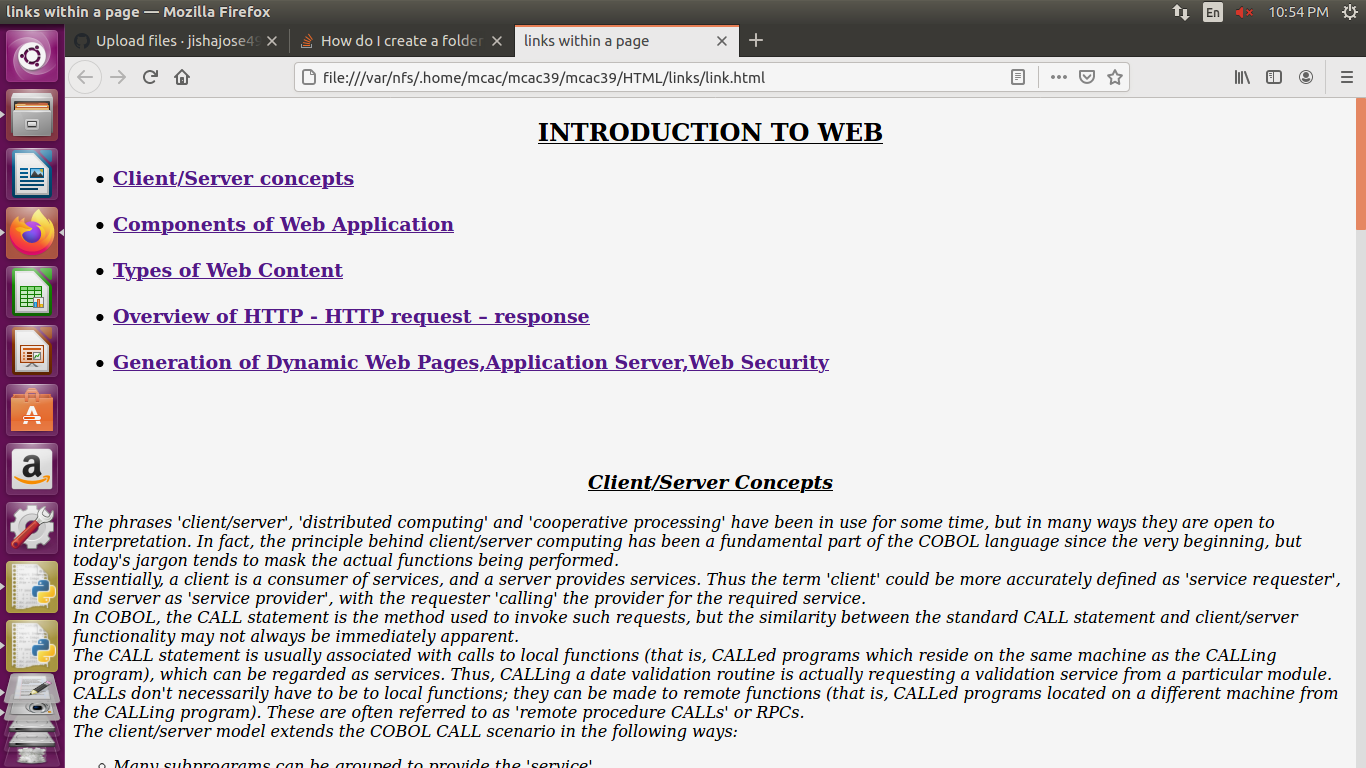 links within a page — Mozilla Firefox
En
10:54 PM
Upload files · jishajose49
How do I create a folder
links within a page
file:///var/nfs/.home/mcac/mcac39/mcac39/HTML/links/link.html
INTRODUCTION TO WEB
Client/Server concepts
Components of Web Application
Types of Web Content
Overview of HTTP - HTTP request – response
Generation of Dynamic Web Pages,Application Server,Web Security
Client/Server Concepts
The phrases 'client/server', 'distributed computing' and 'cooperative processing' have been in use for some time, but in many ways they are open to
interpretation. In fact, the principle behind client/server computing has been a fundamental part of the COBOL language since the very beginning, but
today's jargon tends to mask the actual functions being performed.
Essentially, a client is a consumer of services, and a server provides services. Thus the term 'client' could be more accurately defined as 'service requester',
and server as 'service provider', with the requester 'calling' the provider for the required service.
In COBOL, the CALL statement is the method used to invoke such requests, but the similarity between the standard CALL statement and client/server
functionality may not always be immediately apparent.
The CALL statement is usually associated with calls to local functions (that is, CALLed programs which reside on the same machine as the CALLing
program), which can be regarded as services. Thus, CALLing a date validation routine is actually requesting a validation service from a particular module.
CALLs don't necessarily have to be to local functions; they can be made to remote functions (that is, CALLed programs located on a different machine from
the CALLing program). These are often referred to as 'remote procedure CALLs' or RPCs.
The client/server model extends the COBOL CALL scenario in the following ways:
Many subprograms can be grouped to provide the 'service'